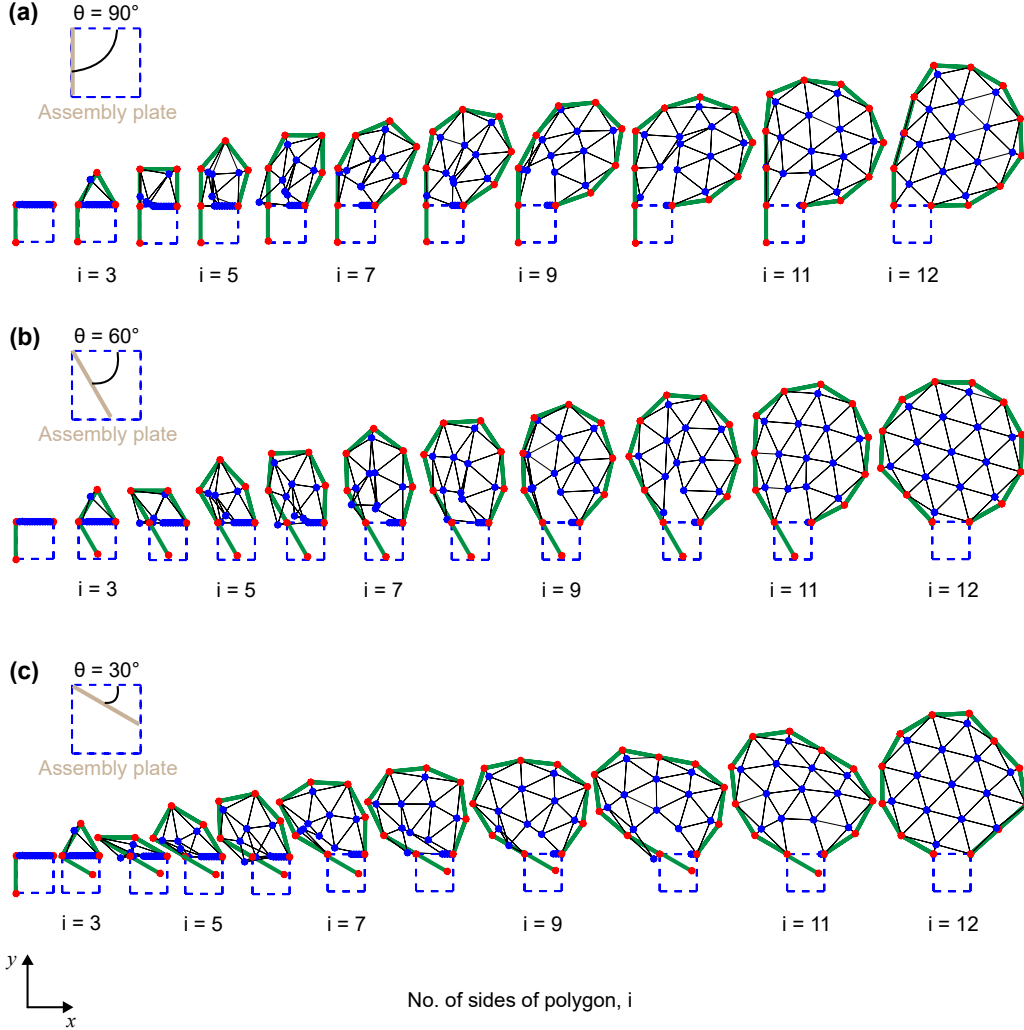 (a)
θ = 90°
Assembly plate
i = 3
i = 5
i = 7
i = 9
i = 11
i = 12
(b)
θ = 60°
Assembly plate
i = 3
i = 5
i = 7
i = 9
i = 11
i = 12
(c)
θ = 30°
Assembly plate
i = 3
i = 5
i = 7
i = 9
i = 11
i = 12
y
x
No. of sides of polygon, i